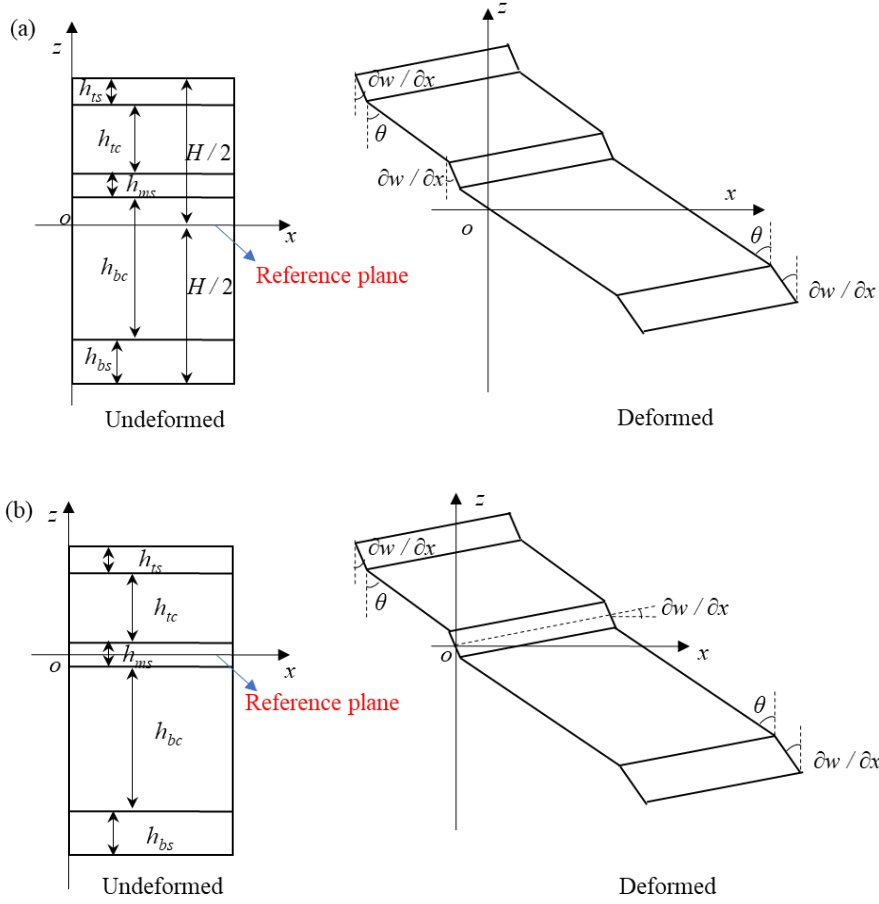 (a)
z
h_ts
h_tc
H / 2
h_ms
o
x
Reference plane
h_bc
H / 2
h_bs
Undeformed
z
∂w / ∂x
θ
∂w / ∂x
x
o
θ
∂w / ∂x
Deformed
(b)
z
h_ts
h_tc
h_ms
o
x
Reference plane
h_bc
h_bs
Undeformed
z
∂w / ∂x
θ
∂w / ∂x
o
x
θ
∂w / ∂x
Deformed